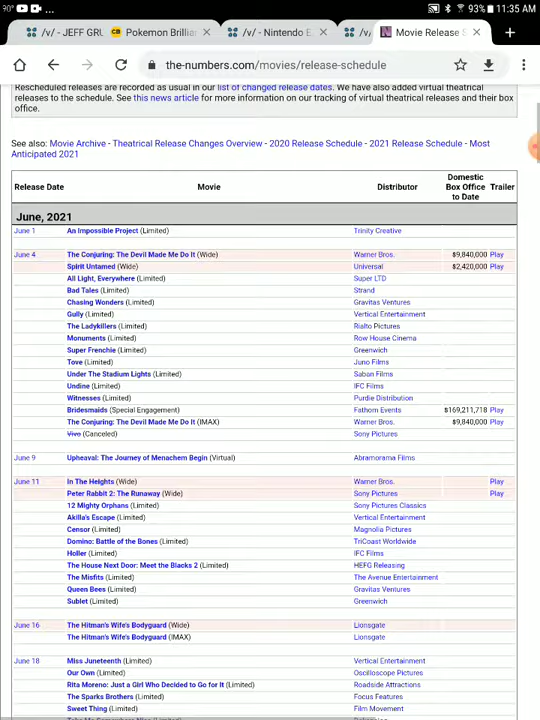 90° ... 93% 11:35 AM
/v/ - JEFF GRU
Pokemon Brillian
/v/ - Nintendo E
/v/
Movie Release S
the-numbers.com/movies/release-schedule
Rescheduled releases are recorded as usual in our list of changed release dates. We have also added virtual theatrical
releases to the schedule. See this news article for more information on our tracking of virtual theatrical releases and their box
office.
See also: Movie Archive - Theatrical Release Changes Overview - 2020 Release Schedule - 2021 Release Schedule - Most
Anticipated 2021
Release Date Movie Distributor Domestic Box Office to Date Trailer
June, 2021
June 1 An Impossible Project (Limited) Trinity Creative
June 4 The Conjuring: The Devil Made Me Do It (Wide) Warner Bros. $9,840,000 Play
Spirit Untamed (Wide) Universal $2,420,000 Play
All Light, Everywhere (Limited) Super LTD
Bad Tales (Limited) Strand
Chasing Wonders (Limited) Gravitas Ventures
Gully (Limited) Vertical Entertainment
The Ladykillers (Limited) Rialto Pictures
Monuments (Limited) Row House Cinema
Super Frenchie (Limited) Greenwich
Tove (Limited) Juno Films
Under The Stadium Lights (Limited) Saban Films
Undine (Limited) IFC Films
Witnesses (Limited) Purdie Distribution
Bridesmaids (Special Engagement) Fathom Events $169,211,718 Play
The Conjuring: The Devil Made Me Do It (IMAX) Warner Bros. $9,840,000 Play
Vivo (Canceled) Sony Pictures
June 9 Upheaval: The Journey of Menachem Begin (Virtual) Abramorama Films
June 11 In The Heights (Wide) Warner Bros. Play
Peter Rabbit 2: The Runaway (Wide) Sony Pictures Play
12 Mighty Orphans (Limited) Sony Pictures Classics
Akilla's Escape (Limited) Vertical Entertainment
Censor (Limited) Magnolia Pictures
Domino: Battle of the Bones (Limited) TriCoast Worldwide
Holler (Limited) IFC Films
The House Next Door: Meet the Blacks 2 (Limited) HEFG Releasing
The Misfits (Limited) The Avenue Entertainment
Queen Bees (Limited) Gravitas Ventures
Sublet (Limited) Greenwich
June 16 The Hitman's Wife's Bodyguard (Wide) Lionsgate
The Hitman's Wife's Bodyguard (IMAX) Lionsgate
June 18 Miss Juneteenth (Limited) Vertical Entertainment
Our Own (Limited) Oscilloscope Pictures
Rita Moreno: Just a Girl Who Decided to Go for It (Limited) Roadside Attractions
The Sparks Brothers (Limited) Focus Features
Sweet Thing (Limited) Film Movement